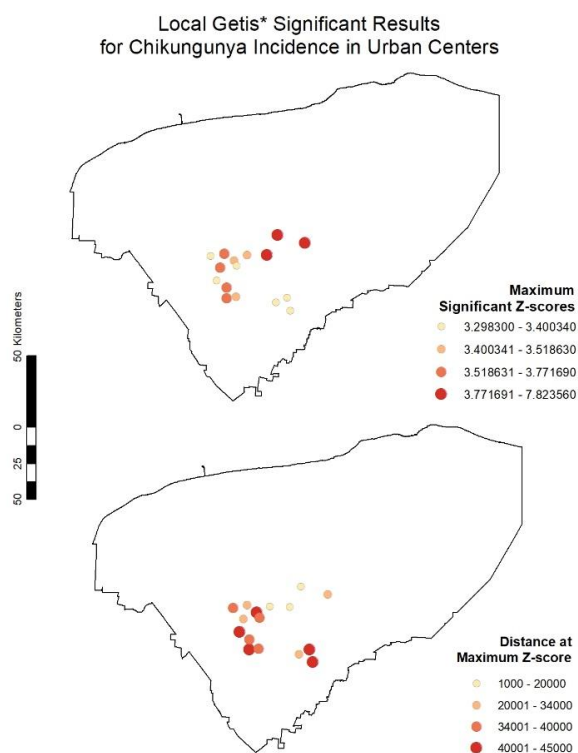 Local Getis* Significant Results
for Chikungunya Incidence in Urban Centers
Maximum
Significant Z-scores
3.298300 - 3.400340
3.400341 - 3.518630
3.518631 - 3.771690
3.771691 - 7.823560
50 Kilometers
0
25
50
Distance at
Maximum Z-score
1000 - 20000
20001 - 34000
34001 - 40000
40001 - 45000